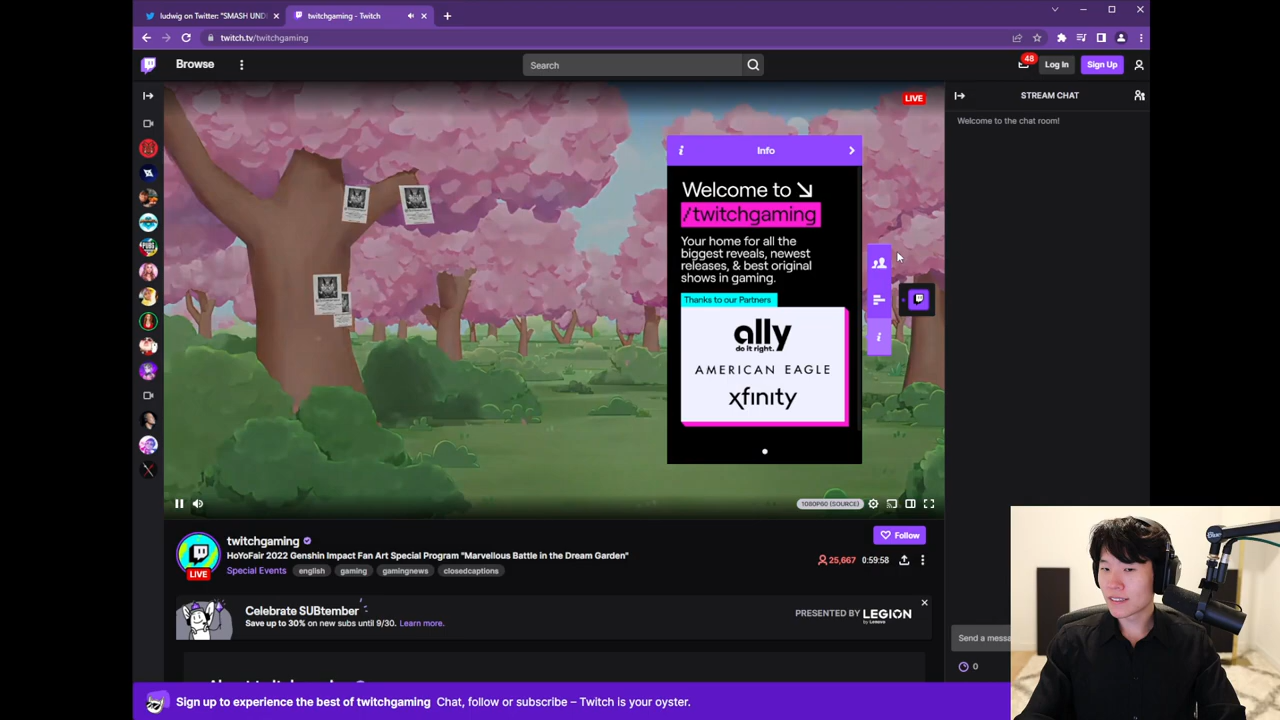 ludwig on Twitter: "SMASH UND
twitchgaming - Twitch
twitch.tv/twitchgaming
Browse
Search
48
Log In
Sign Up
LIVE
STREAM CHAT
Welcome to the chat room!
Info
Welcome to
/twitchgaming
Your home for all the
biggest reveals, newest
releases, & best original
shows in gaming.
Thanks to our Partners
ally
do it right.
AMERICAN EAGLE
xfinity
1080P60 (SOURCE)
twitchgaming
Follow
HoYoFair 2022 Genshin Impact Fan Art Special Program "Marvellous Battle in the Dream Garden"
LIVE
Special Events
english
gaming
gamingnews
closedcaptions
25,667
0:59:58
Celebrate SUBtember
Save up to 30% on new subs until 9/30. Learn more.
PRESENTED BY LEGION
by Lenovo
Send a messa
0
Sign up to experience the best of twitchgaming Chat, follow or subscribe – Twitch is your oyster.